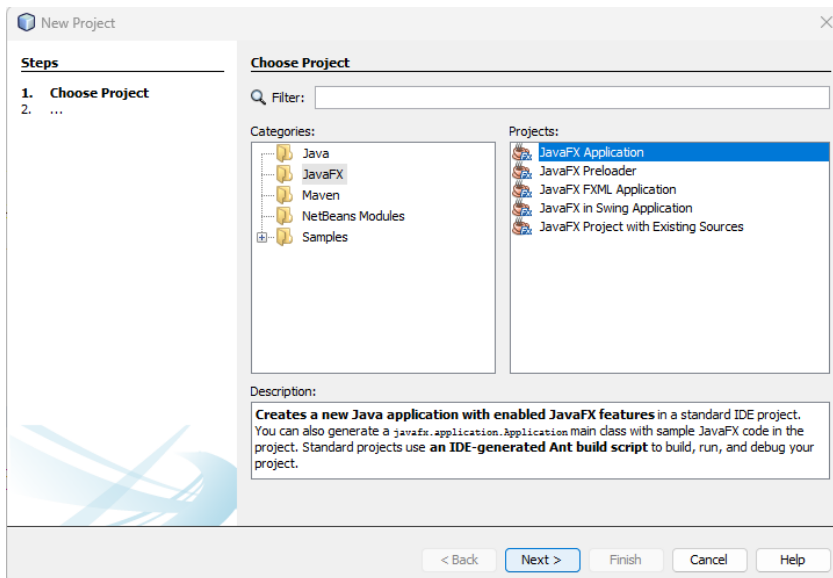 New Project
Steps
1. Choose Project
2. ...
Choose Project
Filter:
Categories:
Java
JavaFX
Maven
NetBeans Modules
Samples
Projects:
JavaFX Application
JavaFX Preloader
JavaFX FXML Application
JavaFX in Swing Application
JavaFX Project with Existing Sources
Description:
Creates a new Java application with enabled JavaFX features in a standard IDE project.
You can also generate a javafx.application.Application main class with sample JavaFX code in the
project. Standard projects use an IDE-generated Ant build script to build, run, and debug your
project.
< Back
Next >
Finish
Cancel
Help